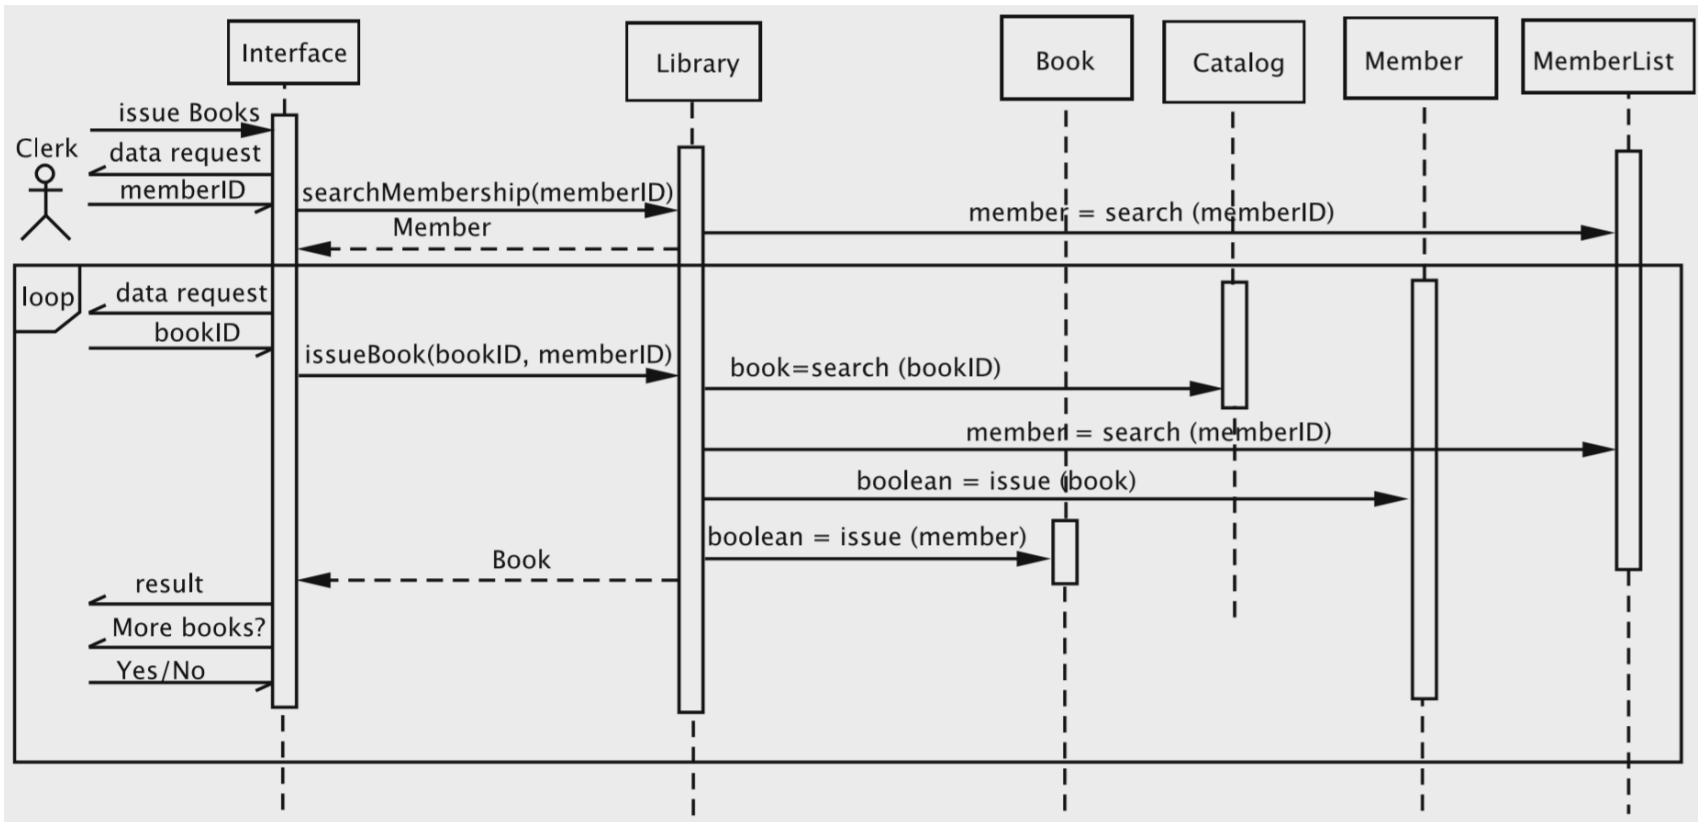 Interface
Library
Book
Catalog
Member
MemberList
issue Books
Clerk
data request
memberID
searchMembership(memberID)
member = search (memberID)
Member
loop
data request
bookID
issueBook(bookID, memberID)
book=search (bookID)
member = search (memberID)
boolean = issue (book)
boolean = issue (member)
Book
result
More books?
Yes/No